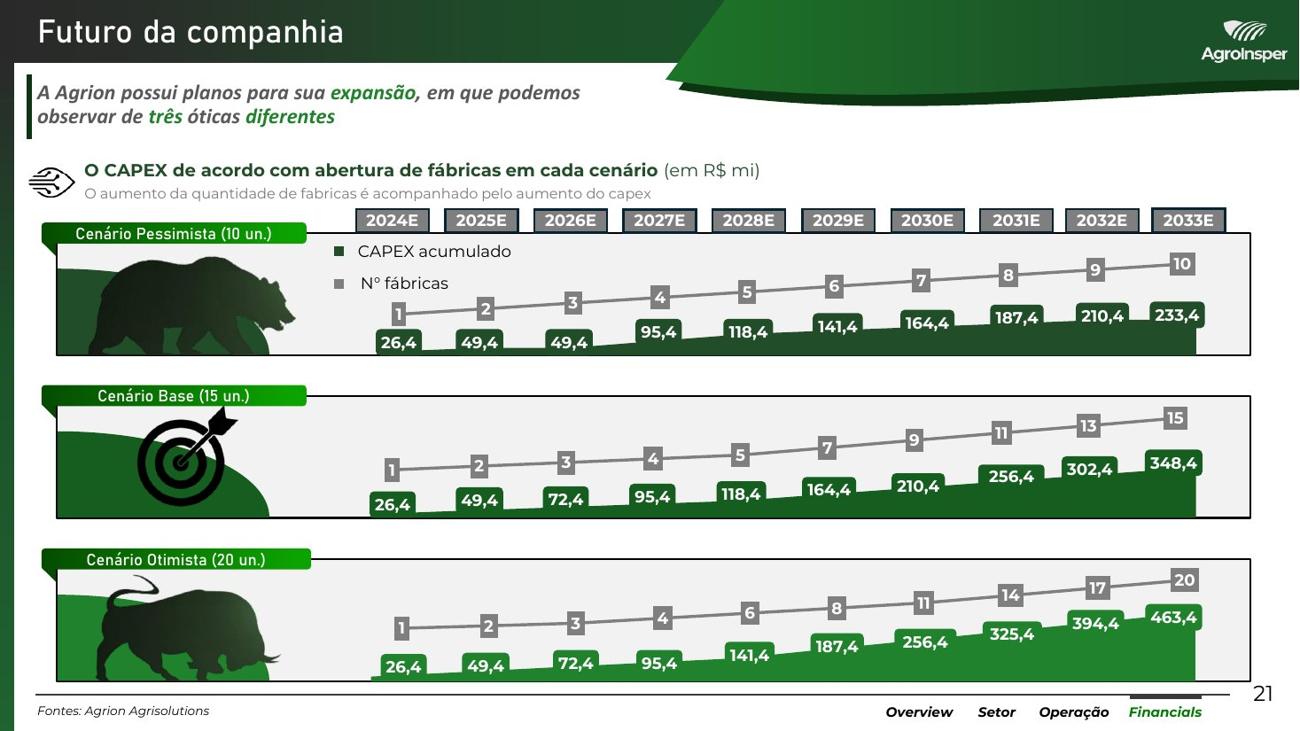 Futuro da companhia
AgroInsper
A Agrion possui planos para sua expansão, em que podemos
observar de três óticas diferentes
O CAPEX de acordo com abertura de fábricas em cada cenário (em R$ mi)
O aumento da quantidade de fabricas é acompanhado pelo aumento do capex
2024E 2025E 2026E 2027E 2028E 2029E 2030E 2031E 2032E 2033E
Cenário Pessimista (10 un.)
CAPEX acumulado
N° fábricas
1 2 3 4 5 6 7 8 9 10
26,4 49,4 49,4 95,4 118,4 141,4 164,4 187,4 210,4 233,4
Cenário Base (15 un.)
1 2 3 4 5 7 9 11 13 15
26,4 49,4 72,4 95,4 118,4 164,4 210,4 256,4 302,4 348,4
Cenário Otimista (20 un.)
1 2 3 4 6 8 11 14 17 20
26,4 49,4 72,4 95,4 141,4 187,4 256,4 325,4 394,4 463,4
Fontes: Agrion Agrisolutions
Overview Setor Operação Financials
21